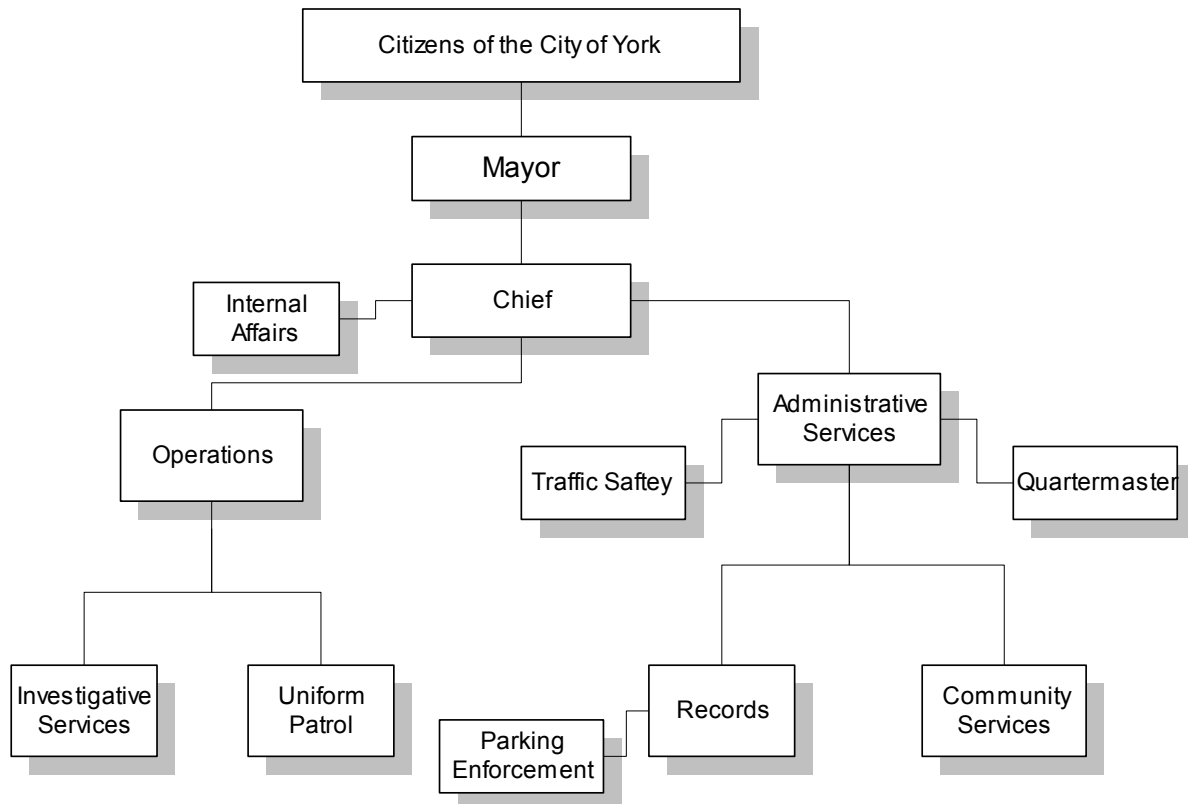 Citizens of the City of York
Mayor
Chief
Internal
Affairs
Administrative
Services
Operations
Traffic Saftey
Quartermaster
Investigative
Services
Uniform
Patrol
Records
Community
Services
Parking
Enforcement